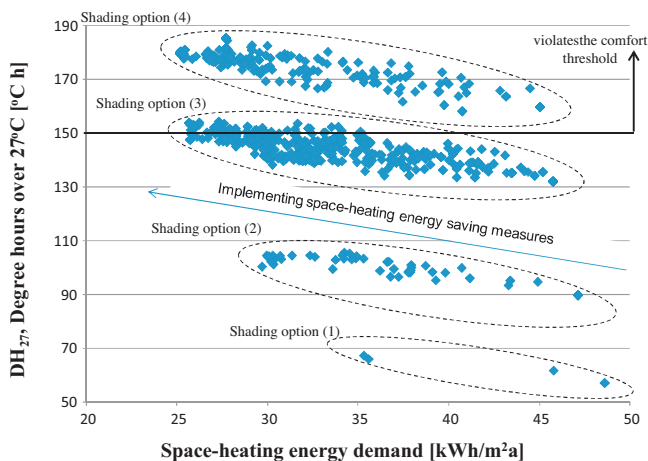 190
170
150
130
110
90
70
50
20
25
30
35
40
45
50
DH27, Degree hours over 27°C [°C h]
Space-heating energy demand [kWh/m²a]
Shading option (4)
violatesthe comfort
threshold
Shading option (3)
Implementing space-heating energy saving measures
Shading option (2)
Shading option (1)